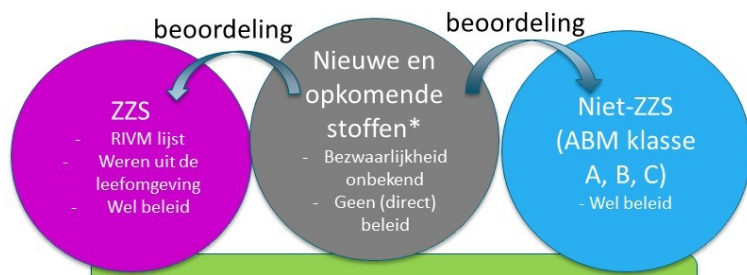 beoordeling
beoordeling
ZZS
- RIVM lijst
- Weren uit de
leefomgeving
- Wel beleid
Nieuwe en
opkomende
stoffen*
- Bezwaarlijkheid
onbekend
- Geen (direct)
beleid
Niet-ZZS
(ABM klasse
A, B, C)
- Wel beleid